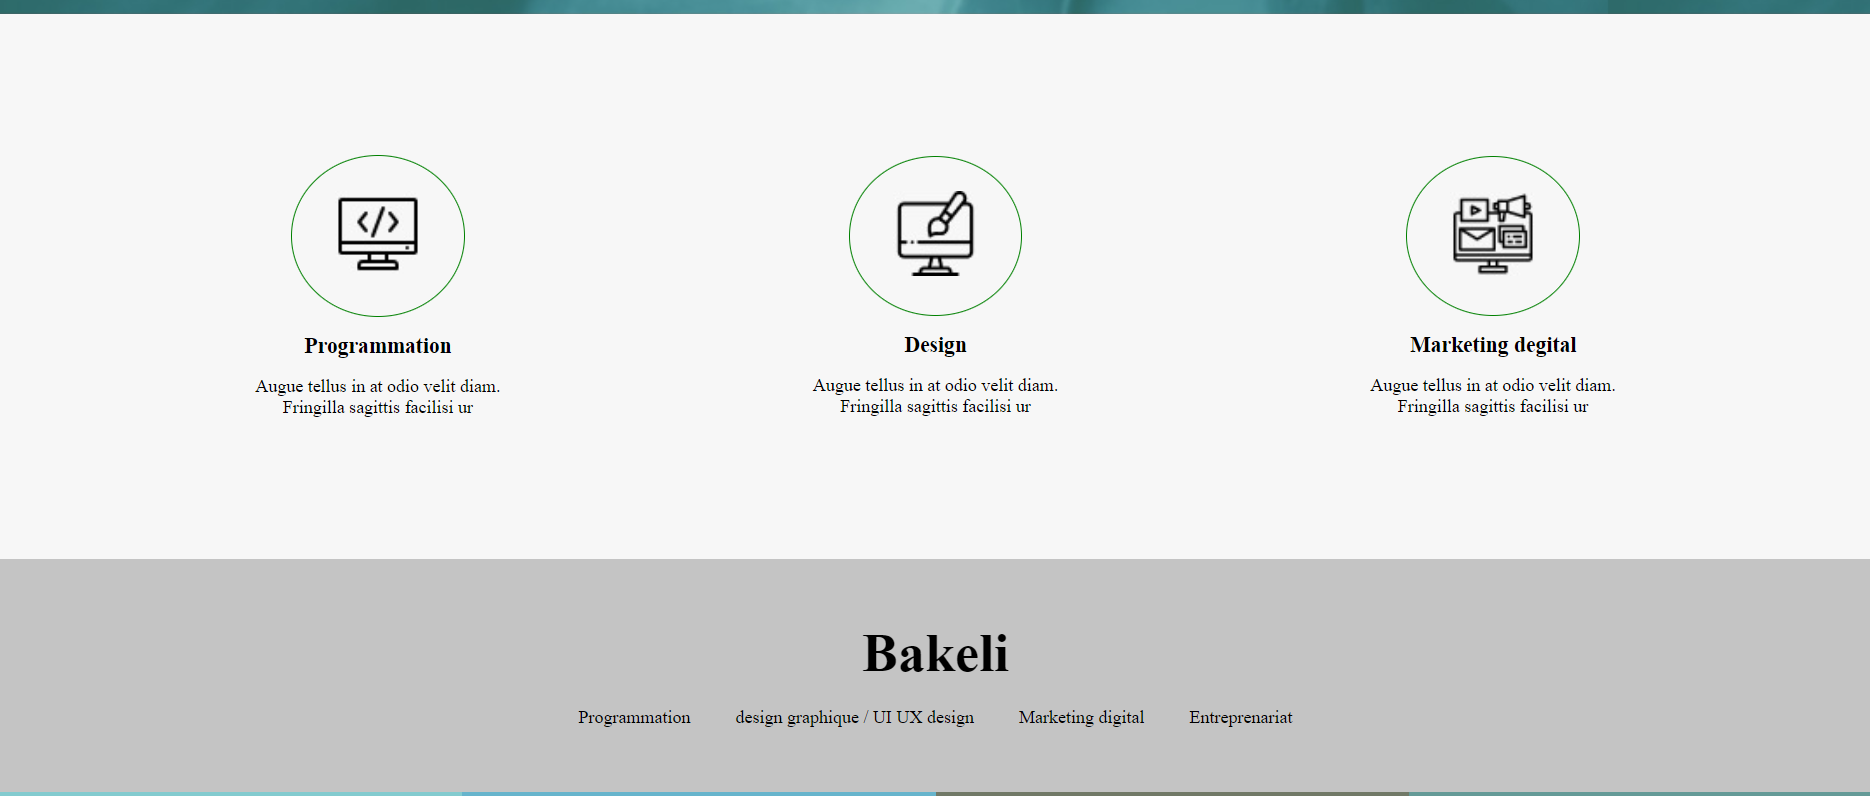 Programmation
Augue tellus in at odio velit diam.
Fringilla sagittis facilisi ur
Design
Augue tellus in at odio velit diam.
Fringilla sagittis facilisi ur
Marketing degital
Augue tellus in at odio velit diam.
Fringilla sagittis facilisi ur
Bakeli
Programmation design graphique / UI UX design Marketing digital Entreprenariat